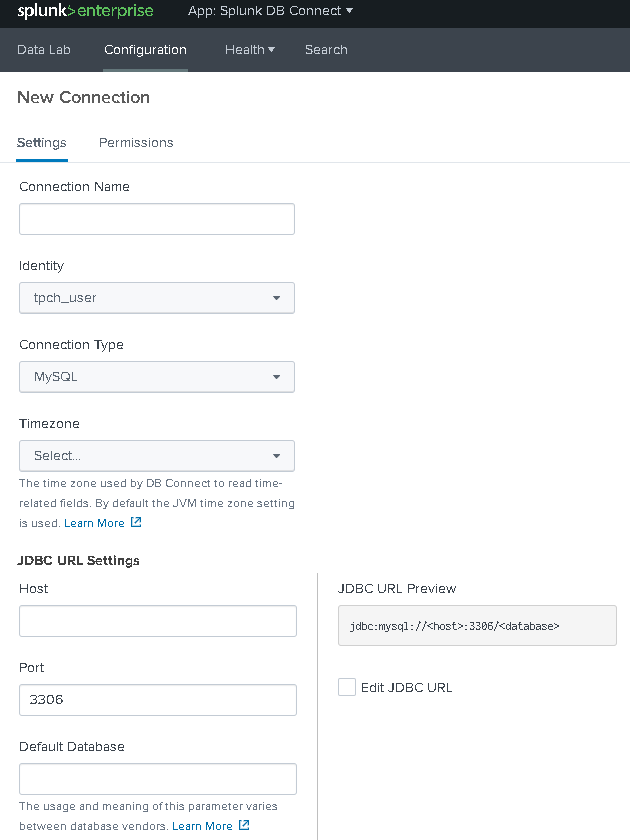 splunk>enterprise App: Splunk DB Connect
Data Lab Configuration Health Search
New Connection
Settings Permissions
Connection Name
Identity
tpch_user
Connection Type
MySQL
Timezone
Select...
The time zone used by DB Connect to read time-
related fields. By default the JVM time zone setting
is used. Learn More
JDBC URL Settings
Host
Port
3306
Default Database
The usage and meaning of this parameter varies
between database vendors. Learn More
JDBC URL Preview
jdbc:mysql://<host>:3306/<database>
Edit JDBC URL